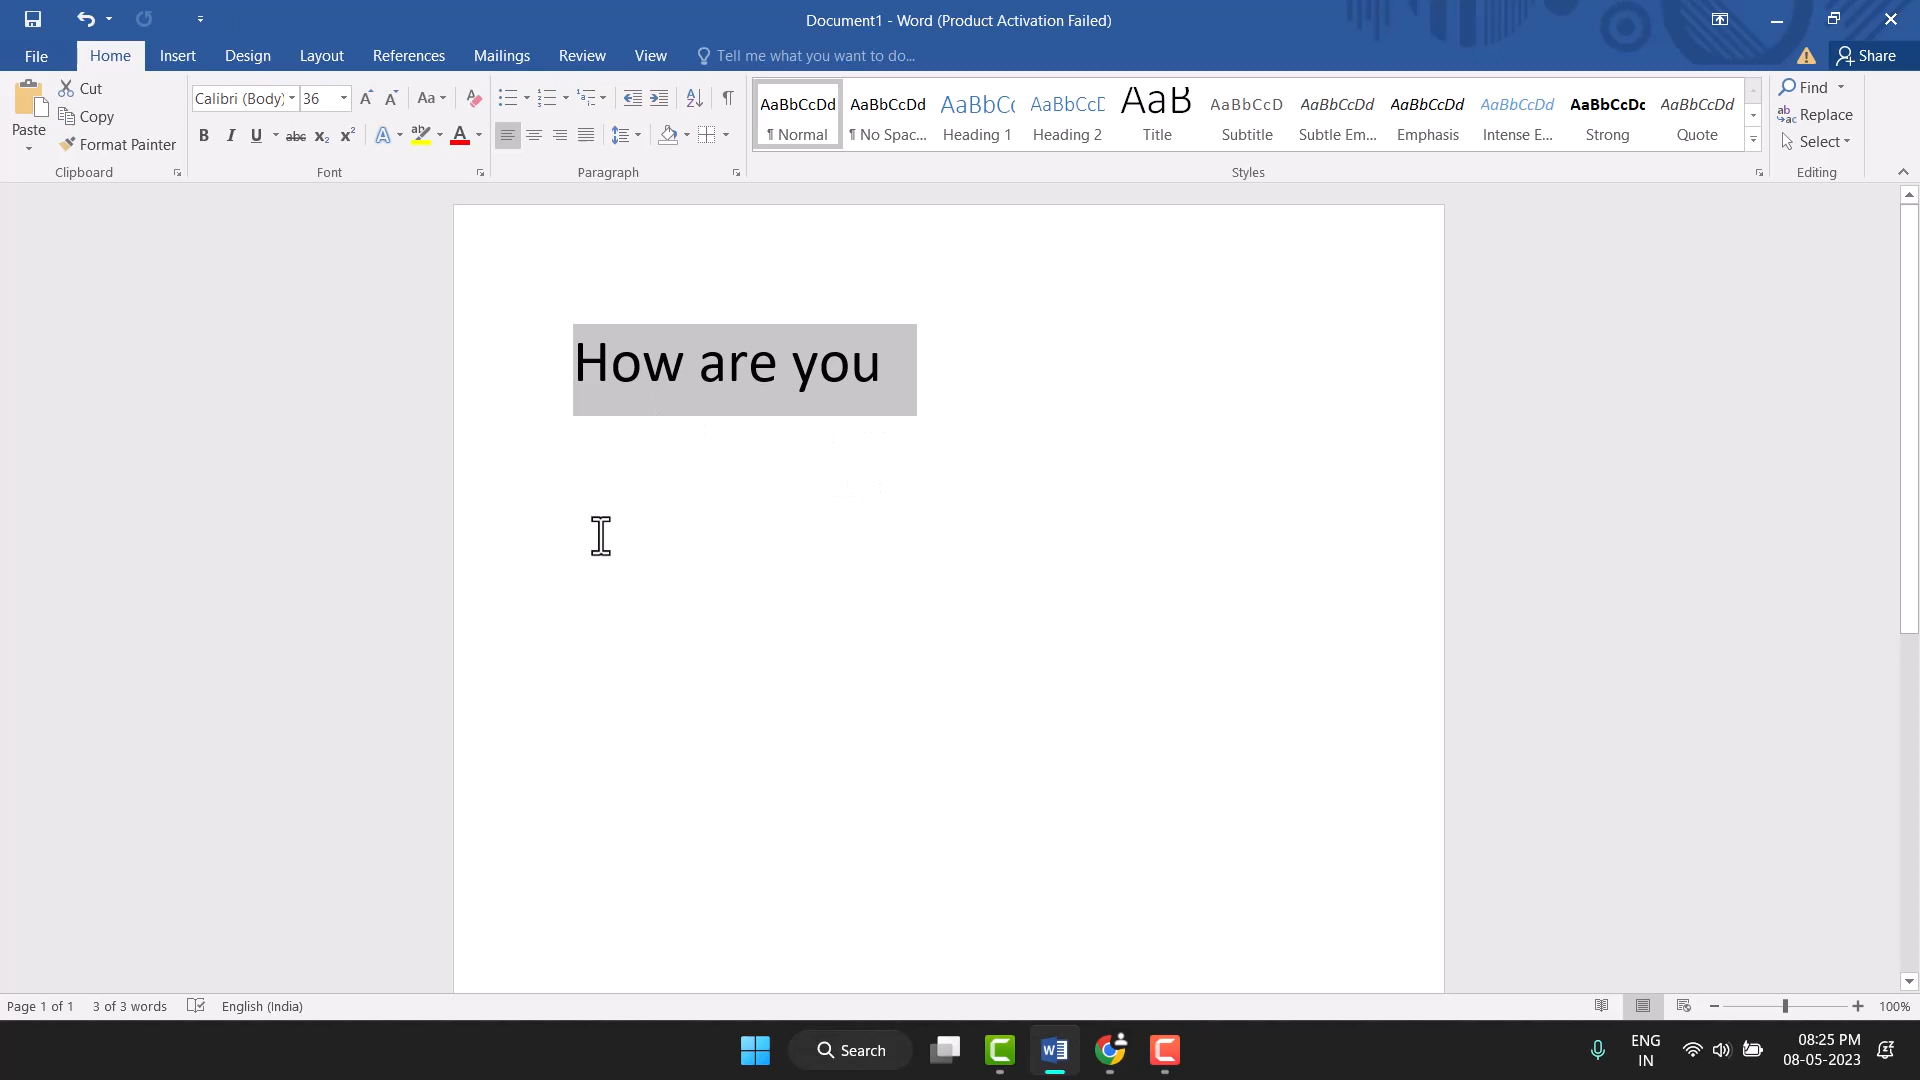 Document1 - Word (Product Activation Failed)
File Home Insert Design Layout References Mailings Review View Tell me what you want to do... Share
Paste
Cut
Copy
Format Painter
Clipboard
Calibri (Body) 36
Font
Paragraph
AaBbCcDd AaBbCcDd AaBbCc AaBbCcD AaB AaBbCcD AaBbCcDd AaBbCcDd AaBbCcDd AaBbCcDc AaBbCcDd
¶ Normal ¶ No Spac... Heading 1 Heading 2 Title Subtitle Subtle Em... Emphasis Intense E... Strong Quote
Styles
Find
Replace
Select
Editing
How are you
Page 1 of 1 3 of 3 words English (India) 100%
Search
ENG
IN
08:25 PM
08-05-2023